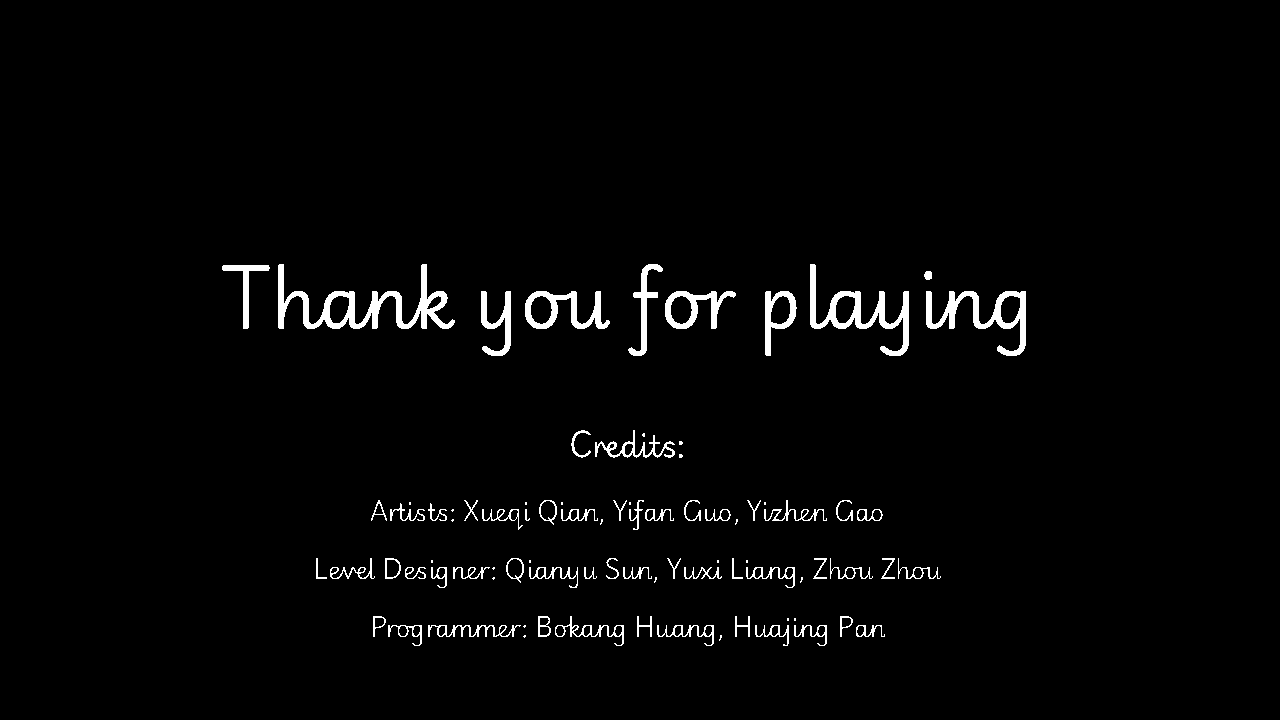 Thank you for playing
Credits:
Artists: Xueqi Qian, Yifan Guo, Yizhen Gao
Level Designer: Qianyu Sun, Yuxi Liang, Zhou Zhou
Programmer: Bokang Huang, Huajing Pan